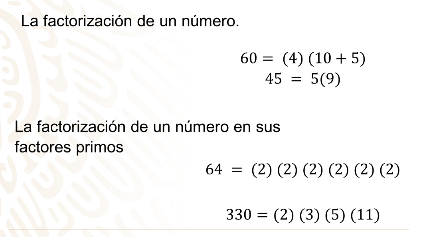 La factorización de un número.
60 = (4) (10 + 5)
45 = 5(9)
La factorización de un número en sus
factores primos
64 = (2) (2) (2) (2) (2) (2)
330 = (2) (3) (5) (11)